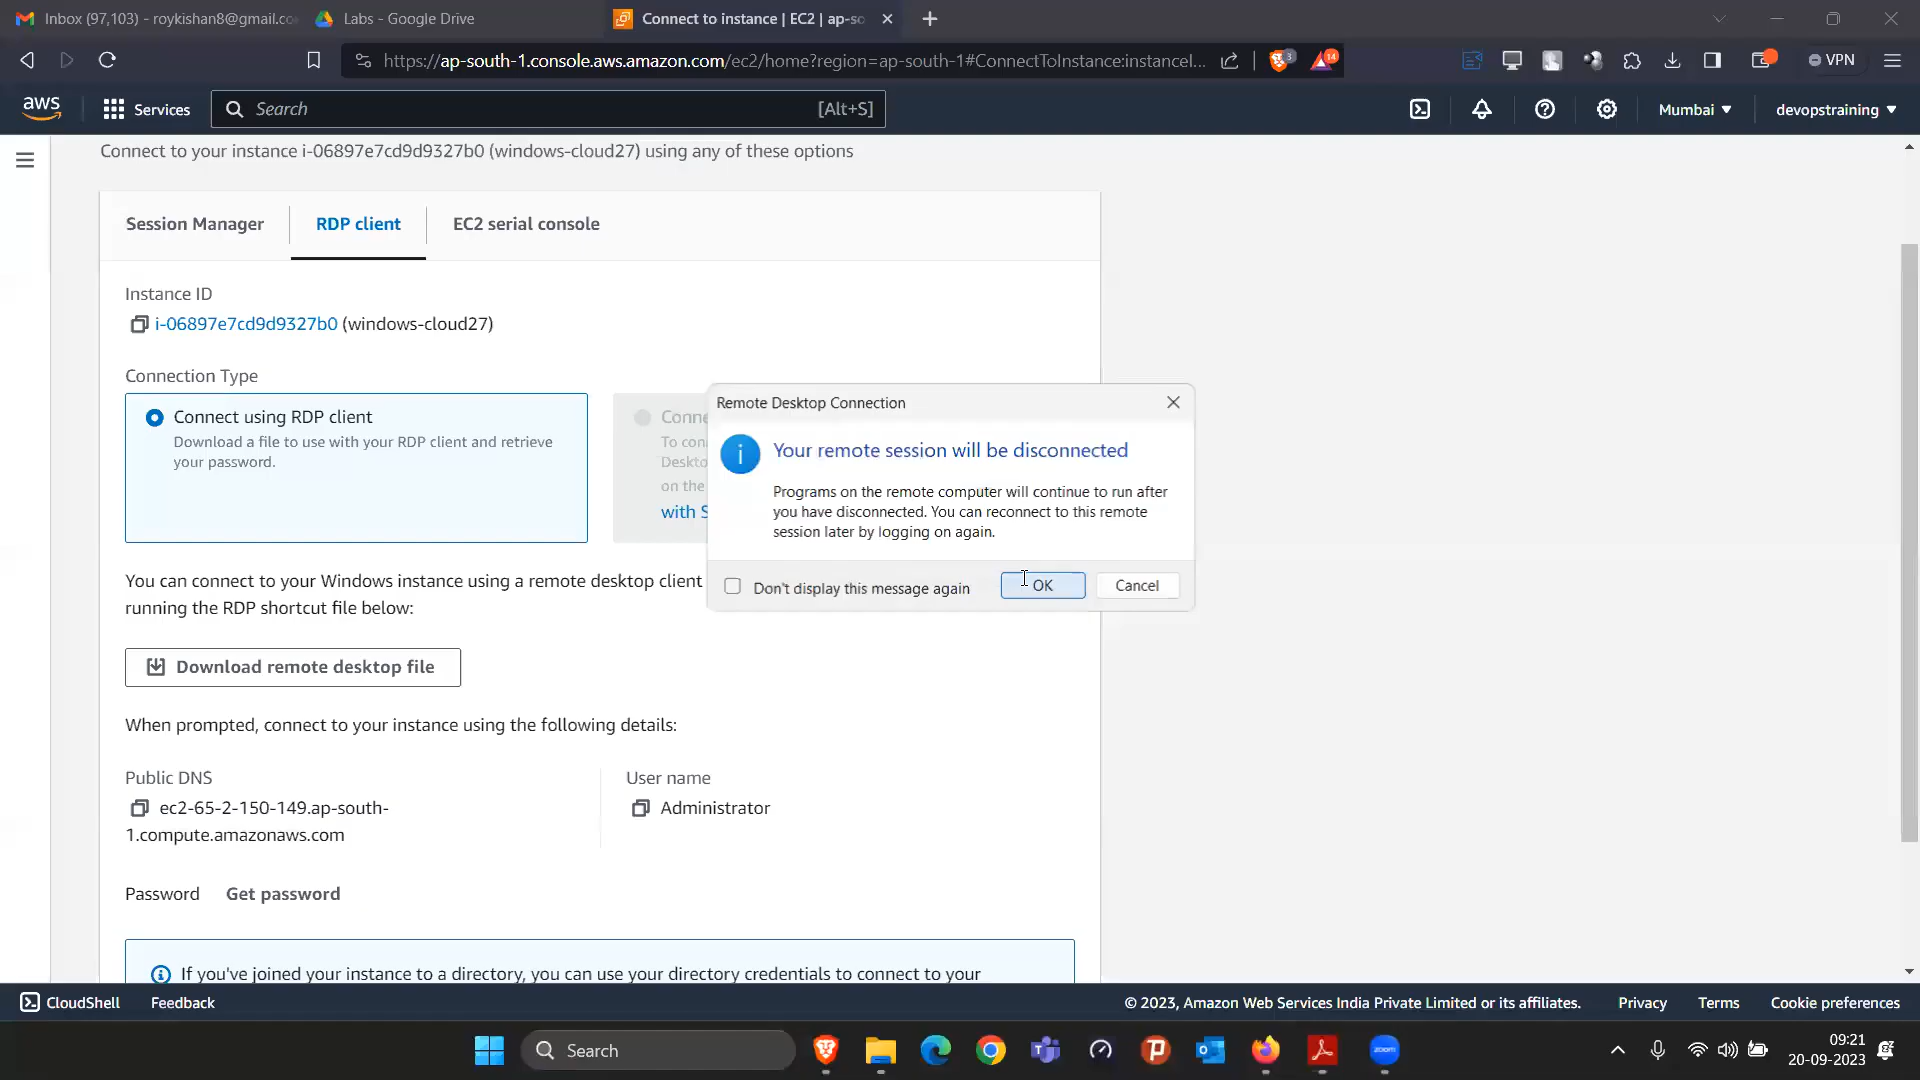 Inbox (97,103) - roykishan8@gmail.co
Labs - Google Drive
Connect to instance | EC2 | ap-so
https://ap-south-1.console.aws.amazon.com/ec2/home?region=ap-south-1#ConnectToInstance:instanceI...
3
14
VPN
aws
Services
Search
[Alt+S]
Mumbai
devopstraining
Connect to your instance i-06897e7cd9d9327b0 (windows-cloud27) using any of these options
Session Manager
RDP client
EC2 serial console
Instance ID
i-06897e7cd9d9327b0 (windows-cloud27)
Connection Type
Connect using RDP client
Download a file to use with your RDP client and retrieve
your password.
Conne
To con
Deskto
on the
with S
Remote Desktop Connection
Your remote session will be disconnected
Programs on the remote computer will continue to run after
you have disconnected. You can reconnect to this remote
session later by logging on again.
Don't display this message again
OK
Cancel
You can connect to your Windows instance using a remote desktop client
running the RDP shortcut file below:
Download remote desktop file
When prompted, connect to your instance using the following details:
Public DNS
ec2-65-2-150-149.ap-south-
1.compute.amazonaws.com
User name
Administrator
Password
Get password
If you've joined your instance to a directory, you can use your directory credentials to connect to your
CloudShell
Feedback
© 2023, Amazon Web Services India Private Limited or its affiliates.
Privacy
Terms
Cookie preferences
Search
zoom
09:21
20-09-2023